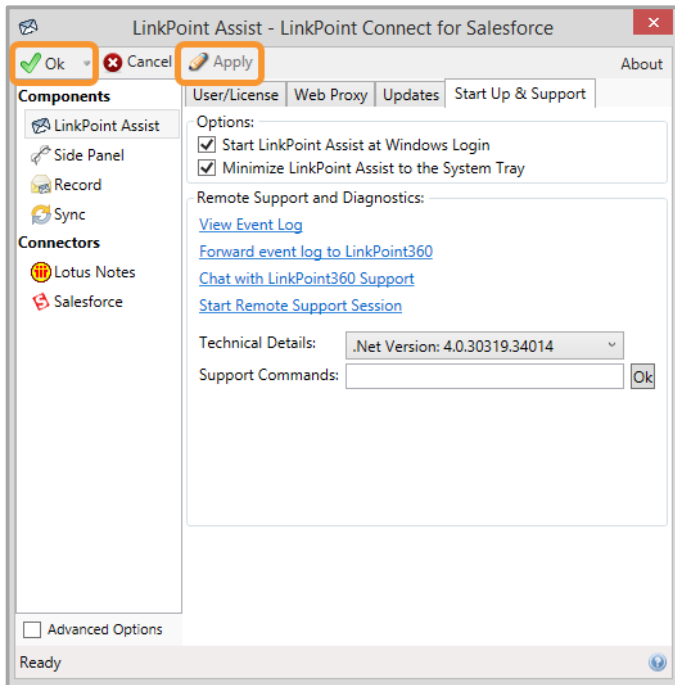 LinkPoint Assist - LinkPoint Connect for Salesforce
Ok Cancel Apply About
Components
LinkPoint Assist
Side Panel
Record
Sync
Connectors
Lotus Notes
Salesforce
User/License Web Proxy Updates Start Up & Support
Options:
Start LinkPoint Assist at Windows Login
Minimize LinkPoint Assist to the System Tray
Remote Support and Diagnostics:
View Event Log
Forward event log to LinkPoint360
Chat with LinkPoint360 Support
Start Remote Support Session
Technical Details: .Net Version: 4.0.30319.34014
Support Commands: Ok
Advanced Options
Ready